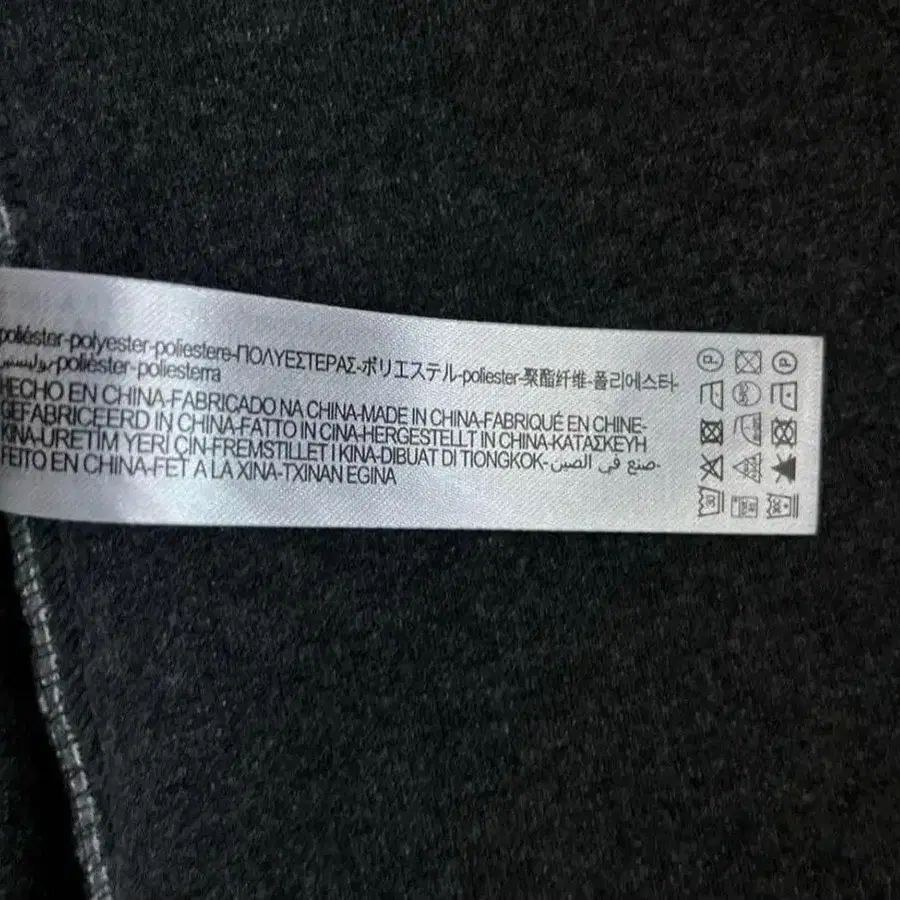 poliéster-polyester-poliestere-ΠΟΛΥΕΣΤΕΡΑΣ-ポリエステル-poliester-聚酯纤维-폴리에스터-
بوليستر-poliéster-poliesterra
HECHO EN CHINA-FABRICADO NA CHINA-MADE IN CHINA-FABRIQUÉ EN CHINE-
GEFABRICEERD IN CHINA-FATTO IN CINA-HERGESTELLT IN CHINA-ΚΑΤΑΣΚΕΥΗ
KINA-ÜRETİM YERİ ÇİN-FREMSTILLET I KINA-DIBUAT DI TIONGKOK-صنع في الصين-
FEITO EN CHINA-FET A LA XINA-TXINAN EGINA